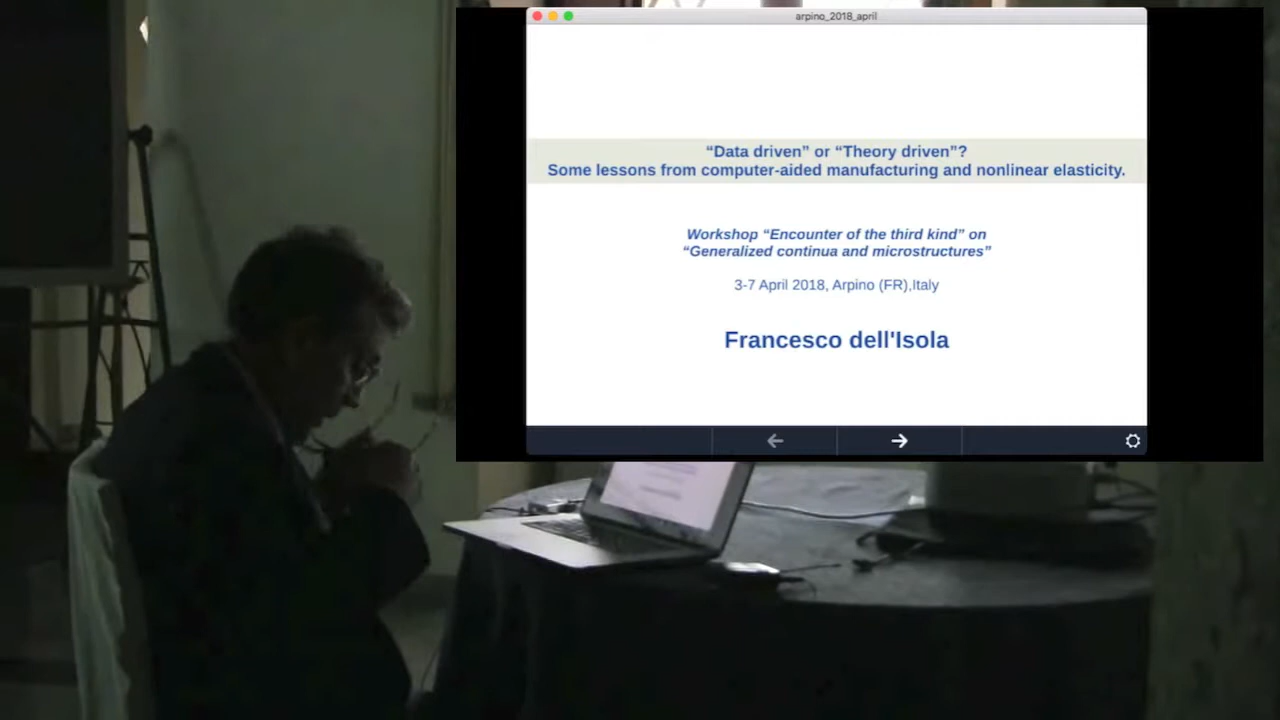 arpino_2018_april
“Data driven” or “Theory driven”?
Some lessons from computer-aided manufacturing and nonlinear elasticity.
Workshop “Encounter of the third kind” on
“Generalized continua and microstructures”
3-7 April 2018, Arpino (FR),Italy
Francesco dell'Isola